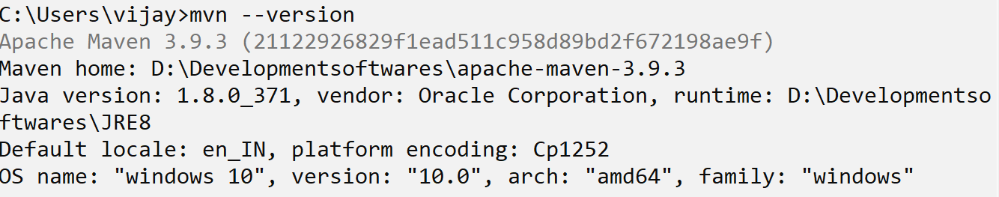 C:\Users\vijay>mvn --version
Apache Maven 3.9.3 (21122926829f1ead511c958d89bd2f672198ae9f)
Maven home: D:\Developmentsoftwares\apache-maven-3.9.3
Java version: 1.8.0_371, vendor: Oracle Corporation, runtime: D:\Developmentso
ftwares\JRE8
Default locale: en_IN, platform encoding: Cp1252
OS name: "windows 10", version: "10.0", arch: "amd64", family: "windows"